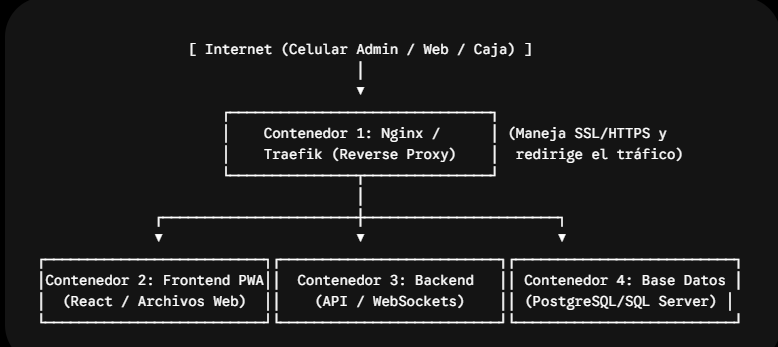 [ Internet (Celular Admin / Web / Caja) ]
Contenedor 1: Nginx /
Traefik (Reverse Proxy)
(Maneja SSL/HTTPS y
redirige el tráfico)
Contenedor 2: Frontend PWA
(React / Archivos Web)
Contenedor 3: Backend
(API / WebSockets)
Contenedor 4: Base Datos
(PostgreSQL/SQL Server)